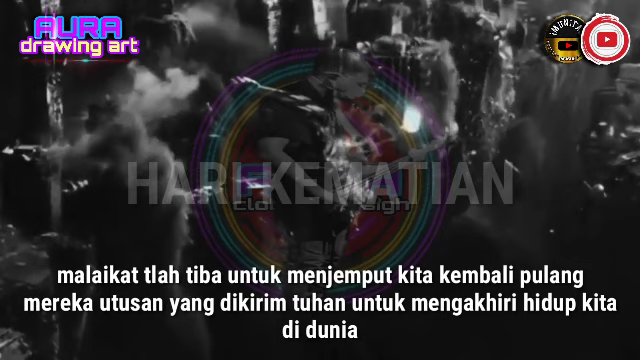 AURA
drawing art
HARI KEMATIAN
malaikat tlah tiba untuk menjemput kita kembali pulang
mereka utusan yang dikirim tuhan untuk mengakhiri hidup kita
di dunia